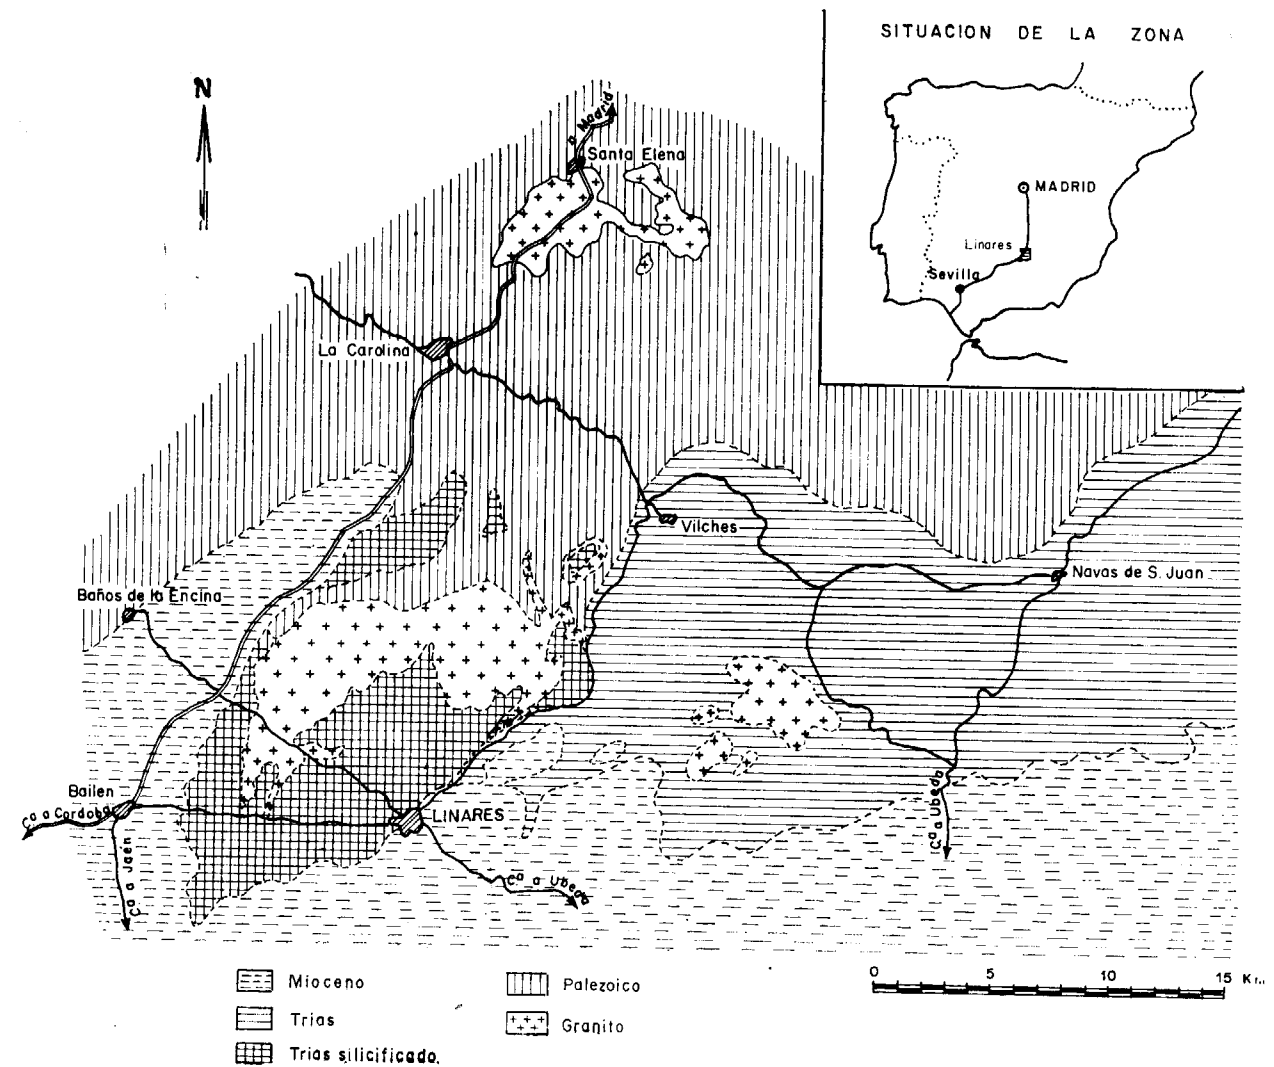 SITUACION DE LA ZONA
N
a Madrid
Santa Elena
MADRID
Linares
Sevilla
La Carolina
Vilches
Navas de S. Juan
Baños de la Encina
Bailen
Ca a Cordoba
LINARES
Ca a Jaén
Ca a Ubeda
Ca a Ubeda
Mioceno
Palezoico
Trias
Granito
Trias silicificado.
0 5 10 15 Km.